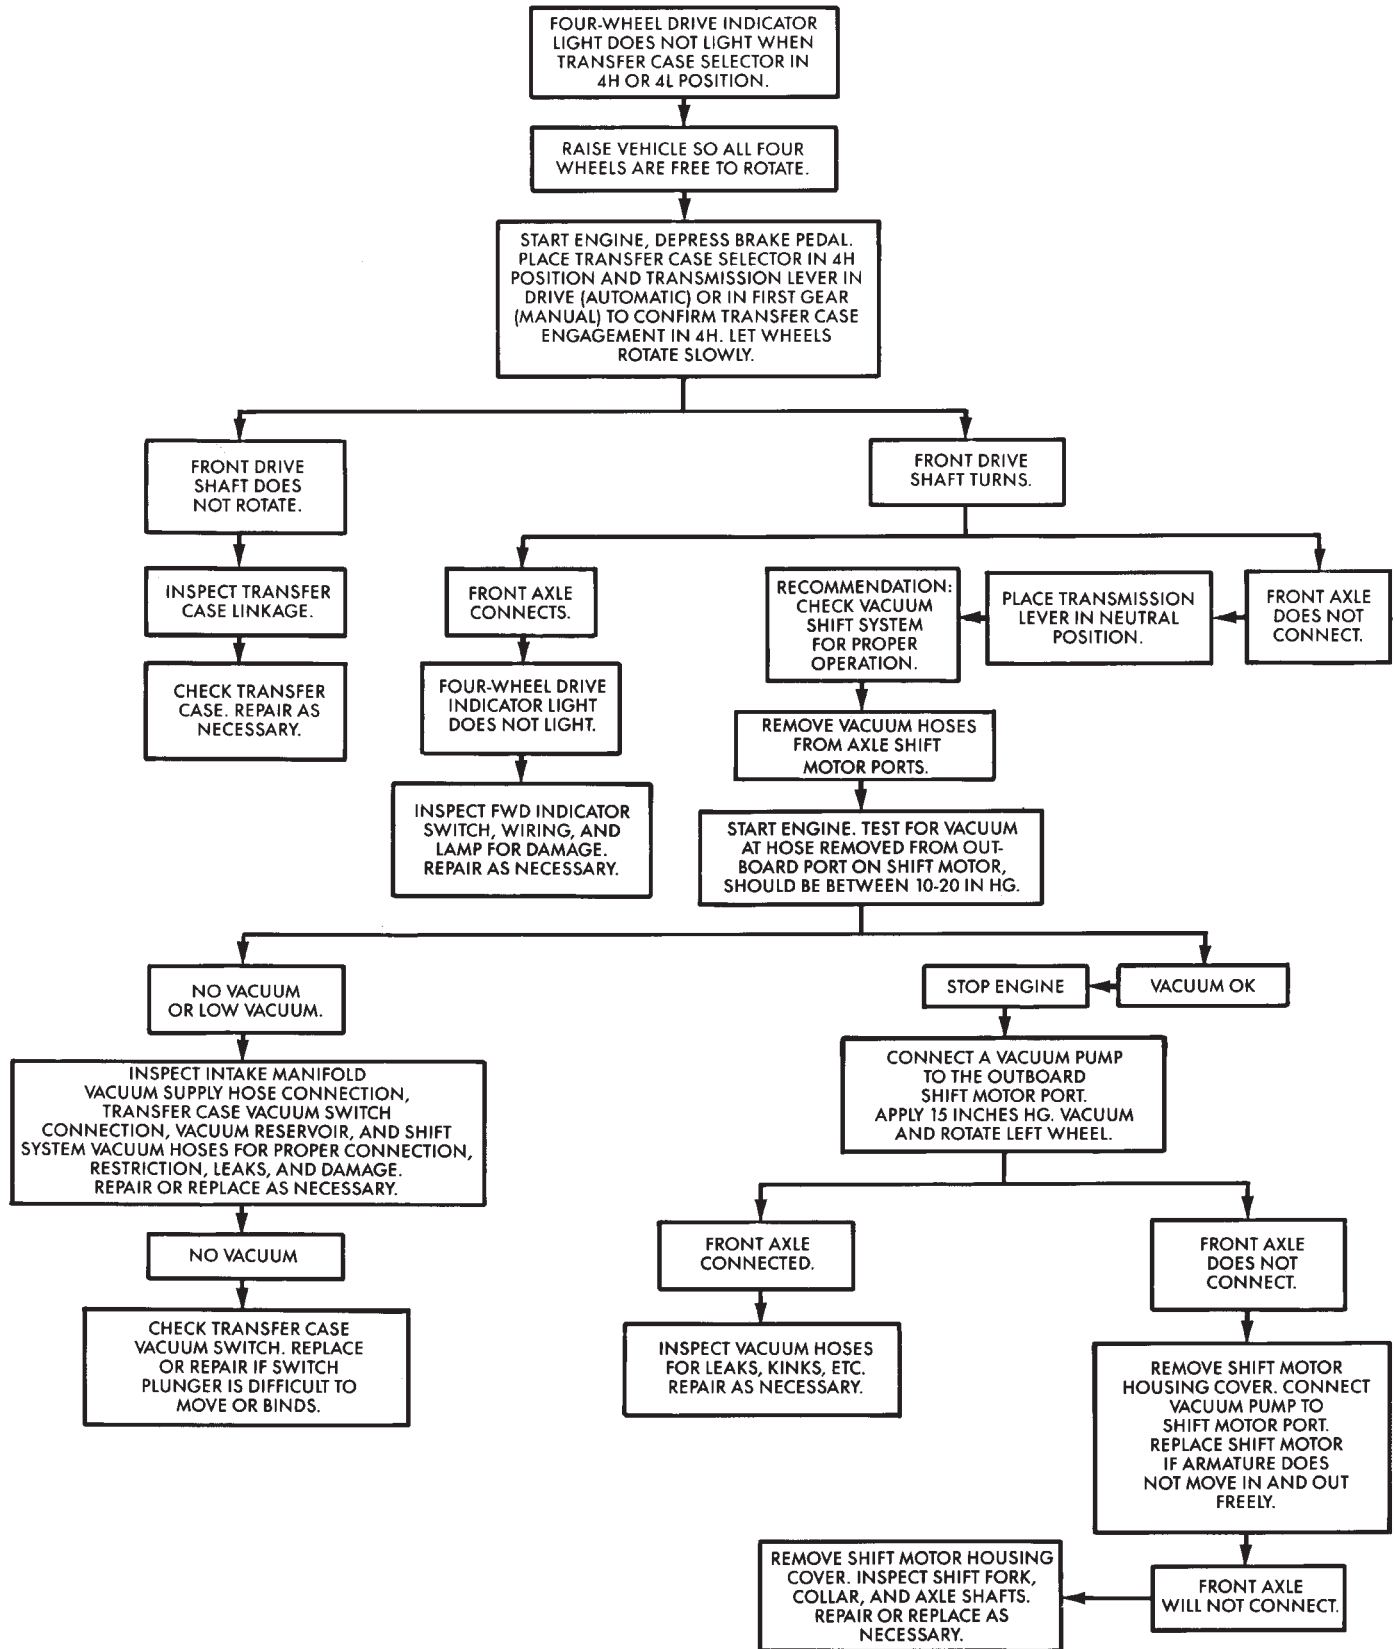 FOUR-WHEEL DRIVE INDICATOR
LIGHT DOES NOT LIGHT WHEN
TRANSFER CASE SELECTOR IN
4H OR 4L POSITION.
RAISE VEHICLE SO ALL FOUR
WHEELS ARE FREE TO ROTATE.
START ENGINE, DEPRESS BRAKE PEDAL.
PLACE TRANSFER CASE SELECTOR IN 4H
POSITION AND TRANSMISSION LEVER IN
DRIVE (AUTOMATIC) OR IN FIRST GEAR
(MANUAL) TO CONFIRM TRANSFER CASE
ENGAGEMENT IN 4H. LET WHEELS
ROTATE SLOWLY.
FRONT DRIVE
SHAFT DOES
NOT ROTATE.
FRONT DRIVE
SHAFT TURNS.
INSPECT TRANSFER
CASE LINKAGE.
FRONT AXLE
CONNECTS.
RECOMMENDATION:
CHECK VACUUM
SHIFT SYSTEM
FOR PROPER
OPERATION.
PLACE TRANSMISSION
LEVER IN NEUTRAL
POSITION.
FRONT AXLE
DOES NOT
CONNECT.
CHECK TRANSFER
CASE. REPAIR AS
NECESSARY.
FOUR-WHEEL DRIVE
INDICATOR LIGHT
DOES NOT LIGHT.
REMOVE VACUUM HOSES
FROM AXLE SHIFT
MOTOR PORTS.
INSPECT FWD INDICATOR
SWITCH, WIRING, AND
LAMP FOR DAMAGE.
REPAIR AS NECESSARY.
START ENGINE. TEST FOR VACUUM
AT HOSE REMOVED FROM OUT-
BOARD PORT ON SHIFT MOTOR,
SHOULD BE BETWEEN 10-20 IN HG.
NO VACUUM
OR LOW VACUUM.
STOP ENGINE
VACUUM OK
INSPECT INTAKE MANIFOLD
VACUUM SUPPLY HOSE CONNECTION,
TRANSFER CASE VACUUM SWITCH
CONNECTION, VACUUM RESERVOIR, AND SHIFT
SYSTEM VACUUM HOSES FOR PROPER CONNECTION,
RESTRICTION, LEAKS, AND DAMAGE.
REPAIR OR REPLACE AS NECESSARY.
CONNECT A VACUUM PUMP
TO THE OUTBOARD
SHIFT MOTOR PORT.
APPLY 15 INCHES HG. VACUUM
AND ROTATE LEFT WHEEL.
NO VACUUM
FRONT AXLE
CONNECTED.
FRONT AXLE
DOES NOT
CONNECT.
CHECK TRANSFER CASE
VACUUM SWITCH. REPLACE
OR REPAIR IF SWITCH
PLUNGER IS DIFFICULT TO
MOVE OR BINDS.
INSPECT VACUUM HOSES
FOR LEAKS, KINKS, ETC.
REPAIR AS NECESSARY.
REMOVE SHIFT MOTOR
HOUSING COVER. CONNECT
VACUUM PUMP TO
SHIFT MOTOR PORT.
REPLACE SHIFT MOTOR
IF ARMATURE DOES
NOT MOVE IN AND OUT
FREELY.
REMOVE SHIFT MOTOR HOUSING
COVER. INSPECT SHIFT FORK,
COLLAR, AND AXLE SHAFTS.
REPAIR OR REPLACE AS
NECESSARY.
FRONT AXLE
WILL NOT CONNECT.